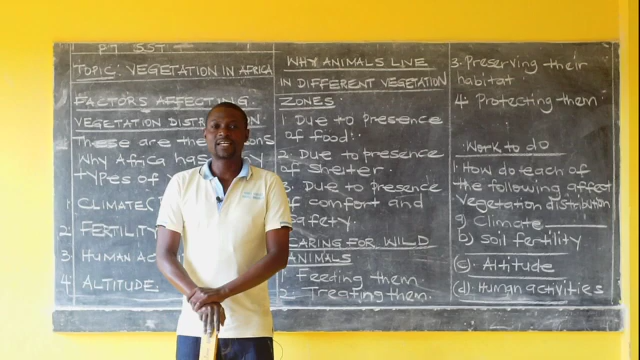 P7 SST
TOPIC: VEGETATION IN AFRICA
FACTORS AFFECTING
VEGETATION DISTRIBUTION
These are the
Why Africa has
types of
1. CLIMATE
2. FERTILITY
3. HUMAN
4. ALTITUDE.
WHY ANIMALS LIVE
IN DIFFERENT VEGETATION
ZONES:
1. Due to presence
of food:
2. Due to presence
of shelter.
3. Due to presence
of comfort and
safety.
CARING FOR WILD
ANIMALS
1. Feeding them
2. Treating them.
3. Preserving their
habitat
4. Protecting them.
Work to do
1. How do each of
the following affect
vegetation distribution
a) Climate
b) Soil fertility
(c). Altitude
(d). Human activities